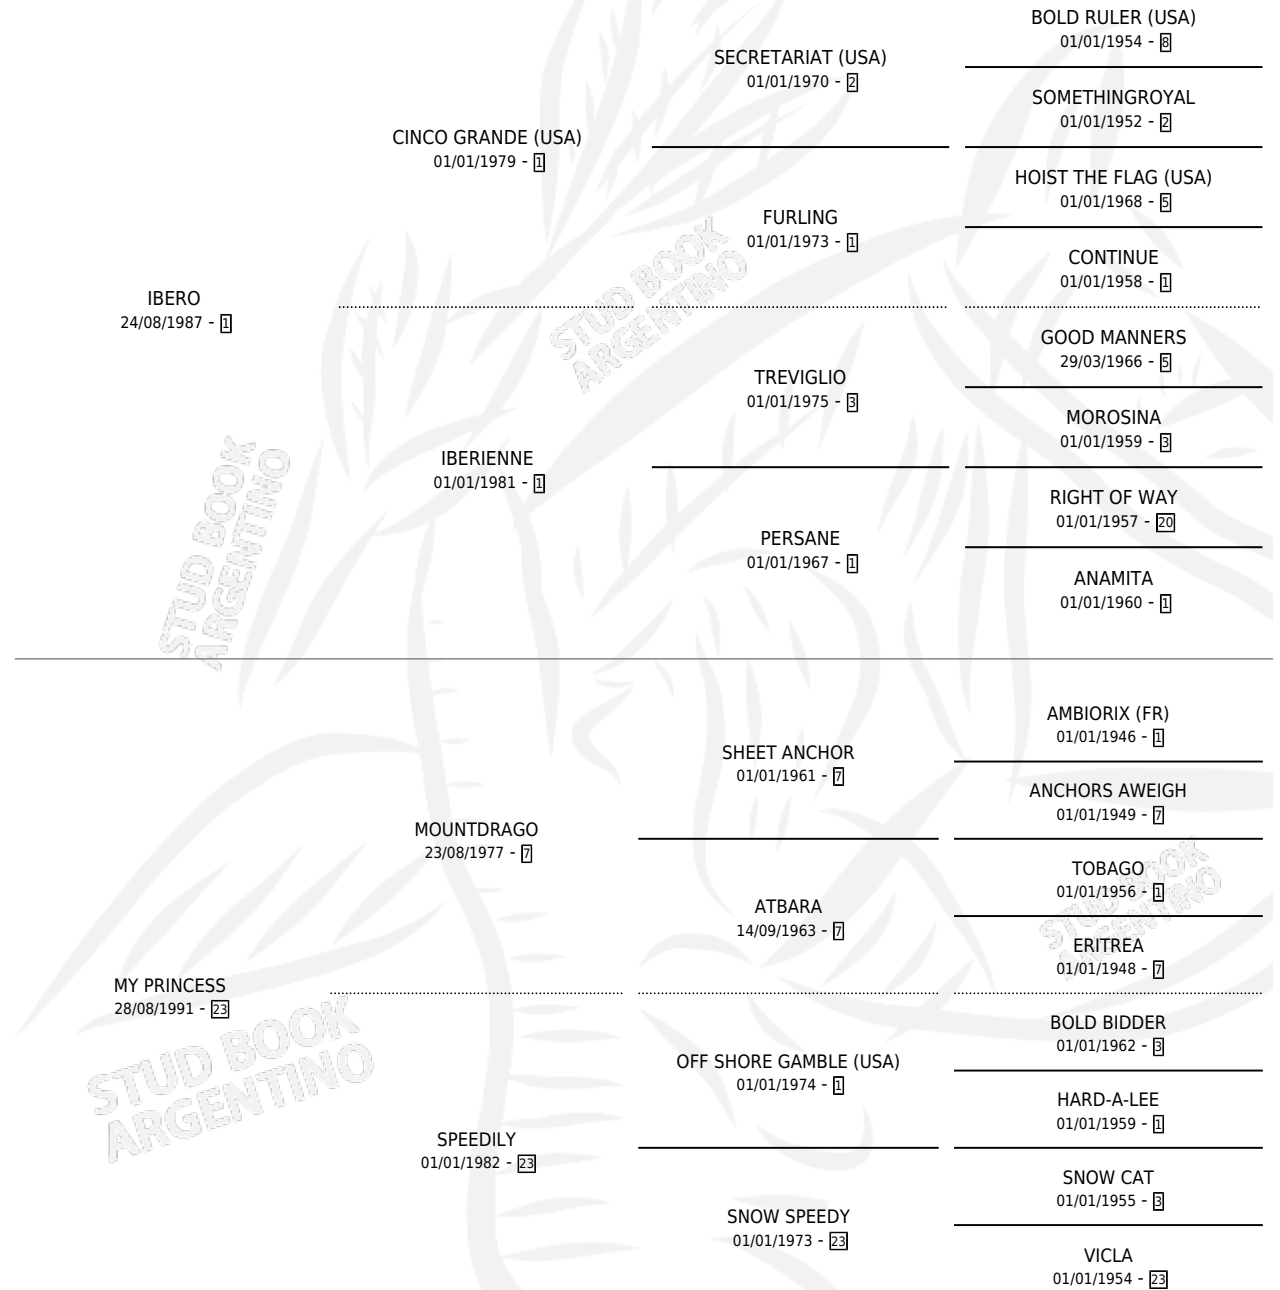 BOLD RULER (USA)
01/01/1954 - 8
SECRETARIAT (USA)
01/01/1970 - 2
SOMETHINGROYAL
01/01/1952 - 2
CINCO GRANDE (USA)
01/01/1979 - 1
HOIST THE FLAG (USA)
01/01/1968 - 5
FURLING
01/01/1973 - 1
CONTINUE
01/01/1958 - 1
IBERO
24/08/1987 - 1
GOOD MANNERS
29/03/1966 - 5
TREVIGLIO
01/01/1975 - 3
MOROSINA
01/01/1959 - 3
IBERIENNE
01/01/1981 - 1
RIGHT OF WAY
01/01/1957 - 20
PERSANE
01/01/1967 - 1
ANAMITA
01/01/1960 - 1
AMBIORIX (FR)
01/01/1946 - 1
SHEET ANCHOR
01/01/1961 - 7
ANCHORS AWEIGH
01/01/1949 - 7
MOUNTDRAGO
23/08/1977 - 7
TOBAGO
01/01/1956 - 1
ATBARA
14/09/1963 - 7
ERITREA
01/01/1948 - 7
MY PRINCESS
28/08/1991 - 23
BOLD BIDDER
01/01/1962 - 3
OFF SHORE GAMBLE (USA)
01/01/1974 - 1
HARD-A-LEE
01/01/1959 - 1
SPEEDILY
01/01/1982 - 23
SNOW CAT
01/01/1955 - 3
SNOW SPEEDY
01/01/1973 - 23
VICLA
01/01/1954 - 23
STUD BOOK
ARGENTINO
STUD BOOK
ARGENTINO
STUD BOOK
ARGENTINO
STUD BOOK
ARGENTINO